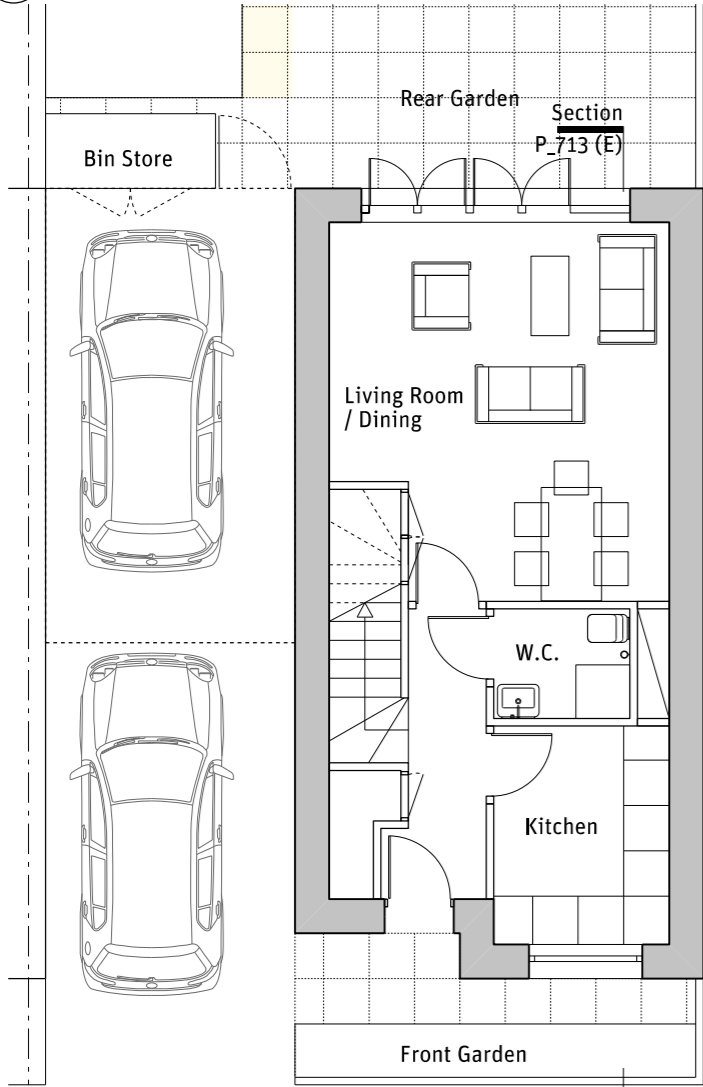 Rear Garden
Section
P_713 (E)
Bin Store
Living Room
/ Dining
W.C.
Kitchen
Front Garden